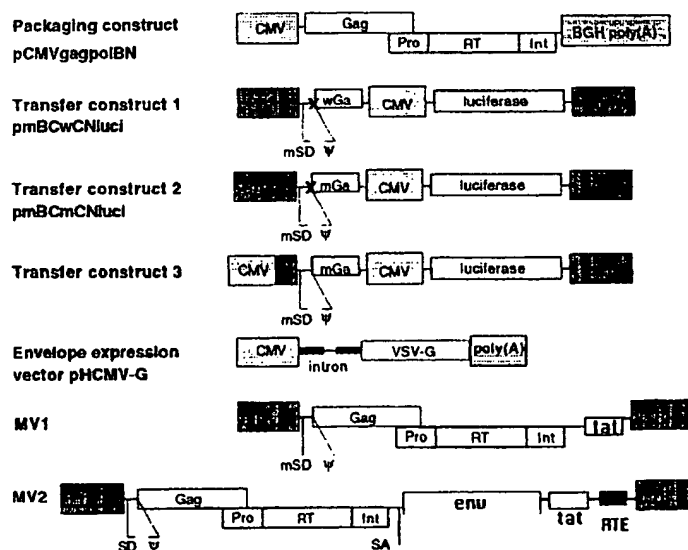 Packaging construct
pCMVgagpolBN
CMV Gag Pro RT Int BGH poly(A)
Transfer construct 1
pmBCwCNluci
wGa CMV luciferase
mSD Ψ
Transfer construct 2
pmBCmCNluci
mGa CMV luciferase
mSD Ψ
Transfer construct 3
CMV mGa CMV luciferase
mSD Ψ
Envelope expression
vector pHCMV-G
CMV intron VSV-G poly(A)
MV1
Gag Pro RT Int tat
mSD Ψ
MV2
Gag Pro RT Int env tat RTE
SD Ψ SA